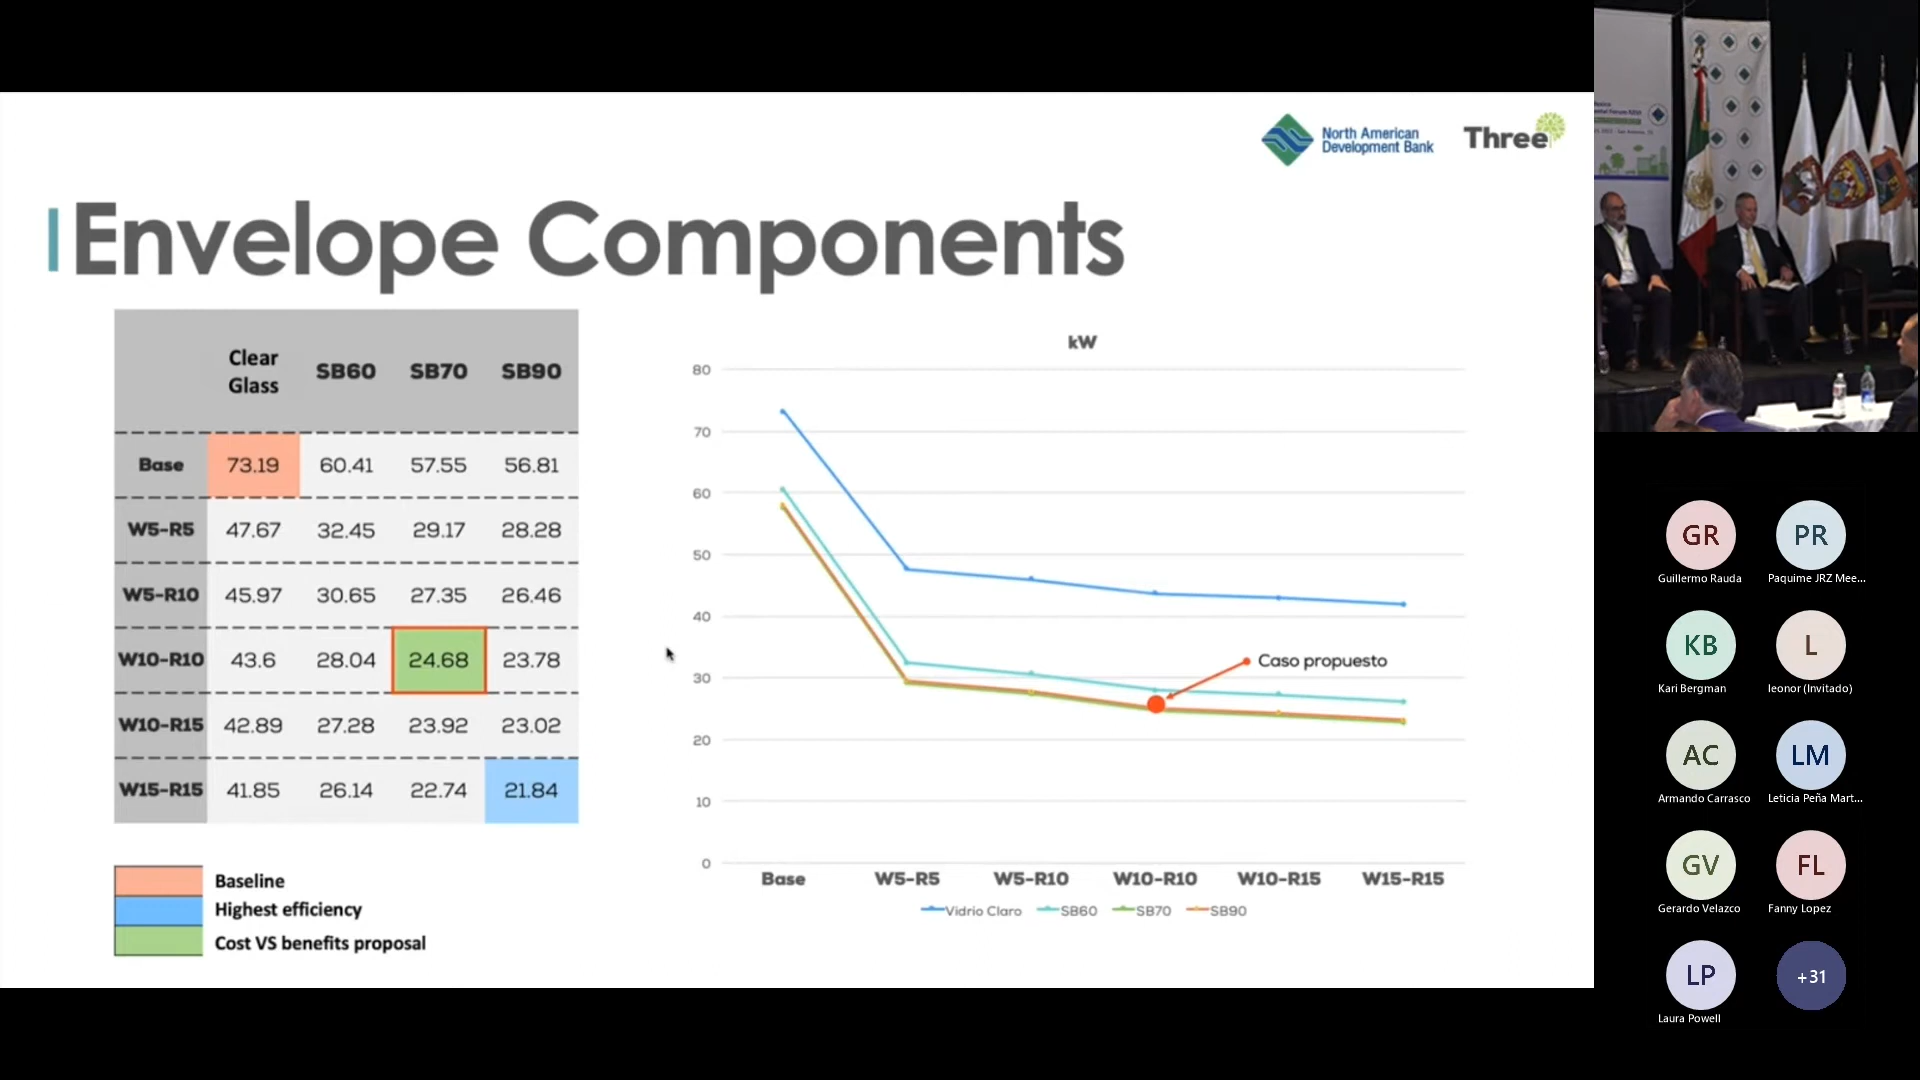 North American
Development Bank
Three
Envelope Components
Clear
Glass
SB60
SB70
SB90
Base 73.19 60.41 57.55 56.81
W5-R5 47.67 32.45 29.17 28.28
W5-R10 45.97 30.65 27.35 26.46
W10-R10 43.6 28.04 24.68 23.78
W10-R15 42.89 27.28 23.92 23.02
W15-R15 41.85 26.14 22.74 21.84
Baseline
Highest efficiency
Cost VS benefits proposal
kW
80
70
60
50
40
30
20
10
0
Caso propuesto
Base W5-R5 W5-R10 W10-R10 W10-R15 W15-R15
Vidrio Claro SB60 SB70 SB90
GR
Guillermo Rauda
PR
Paquime JRZ Mee...
KB
Kari Bergman
L
leonor (Invitado)
AC
Armando Carrasco
LM
Leticia Peña Mart...
GV
Gerardo Velazco
FL
Fanny Lopez
LP
Laura Powell
+31